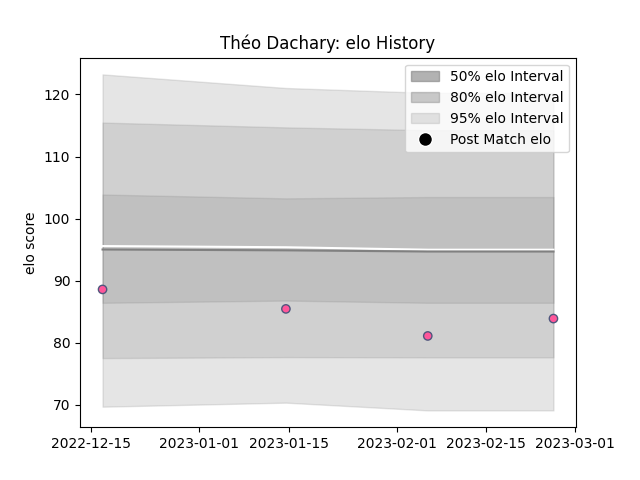 Théo Dachary: elo History
50% elo Interval
80% elo Interval
95% elo Interval
Post Match elo
elo score
120
110
100
90
80
70
2022-12-15 2023-01-01 2023-01-15 2023-02-01 2023-02-15 2023-03-01